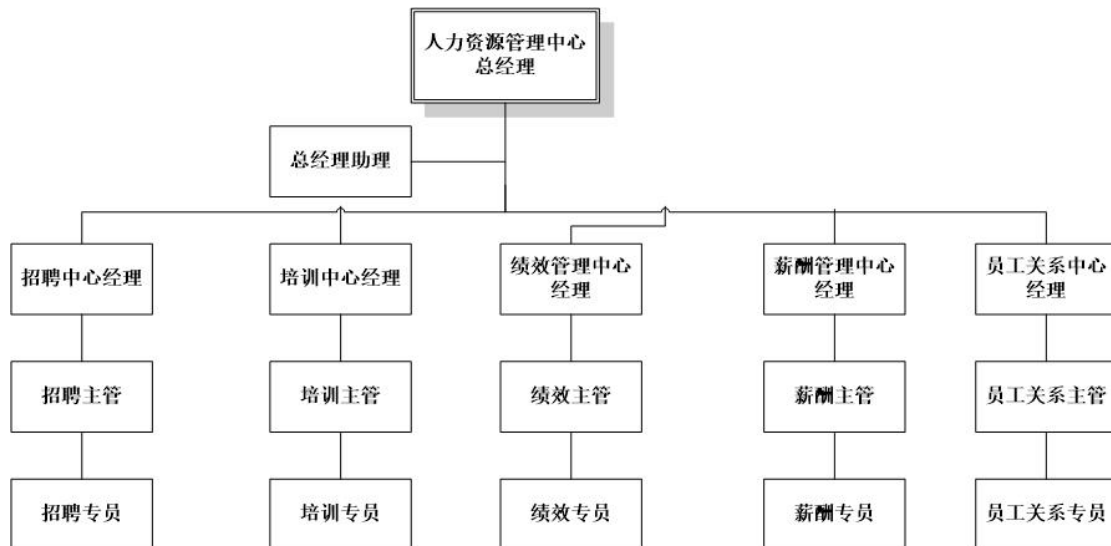 人力资源管理中心
总经理
总经理助理
招聘中心经理
培训中心经理
绩效管理中心
经理
薪酬管理中心
经理
员工关系中心
经理
招聘主管
培训主管
绩效主管
薪酬主管
员工关系主管
招聘专员
培训专员
绩效专员
薪酬专员
员工关系专员